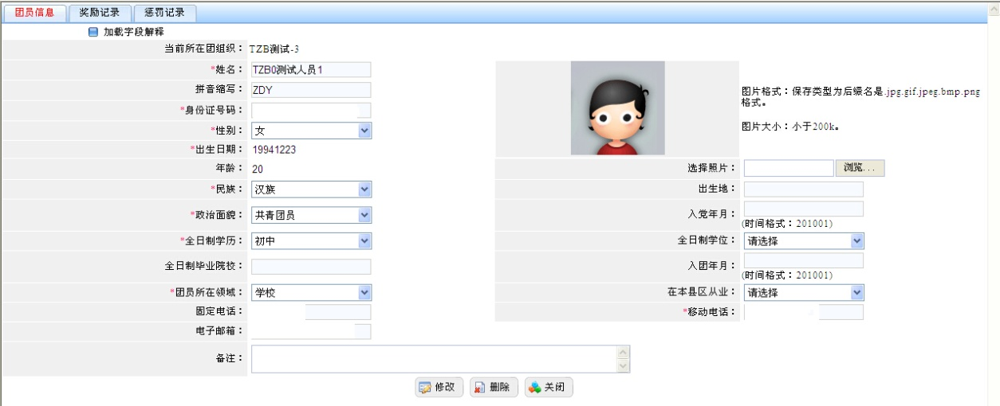 团员信息 奖励记录 惩罚记录
加载字段解释
当前所在团组织：TZB测试-3
*姓名：TZB0测试人员1
拼音缩写：ZDY
图片格式：保存类型为后缀名是.jpg.gif.jpeg.bmp.png
格式。
*身份证号码：
图片大小：小于200k。
*性别：女
*出生日期：19941223
年龄：20 选择照片：浏览...
*民族：汉族 出生地：
*政治面貌：共青团员 入党年月：
(时间格式：201001)
*全日制学历：初中 全日制学位：请选择
全日制毕业院校： 入团年月：
(时间格式：201001)
*团员所在领域：学校 在本县区从业：请选择
固定电话： *移动电话：
电子邮箱：
备注：
修改 删除 关闭